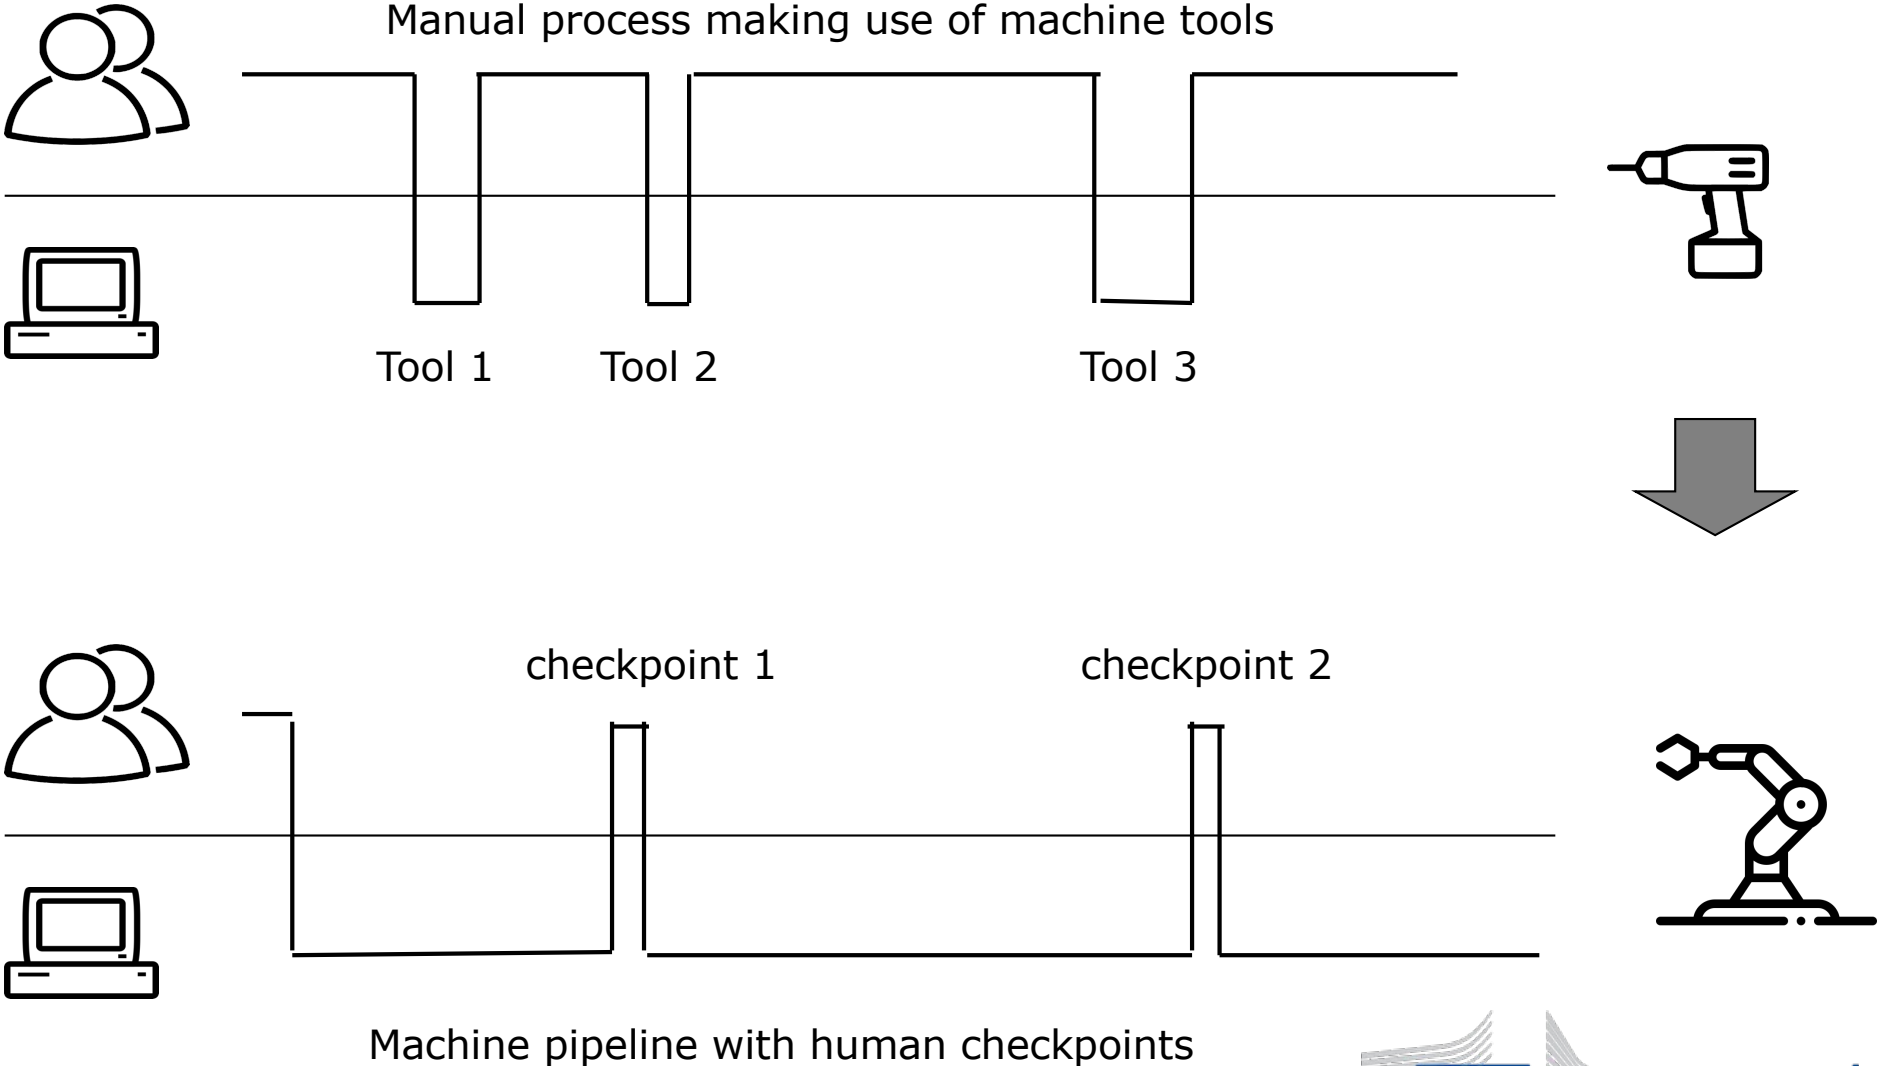 Manual process making use of machine tools
Tool 1
Tool 2
Tool 3
checkpoint 1
checkpoint 2
Machine pipeline with human checkpoints